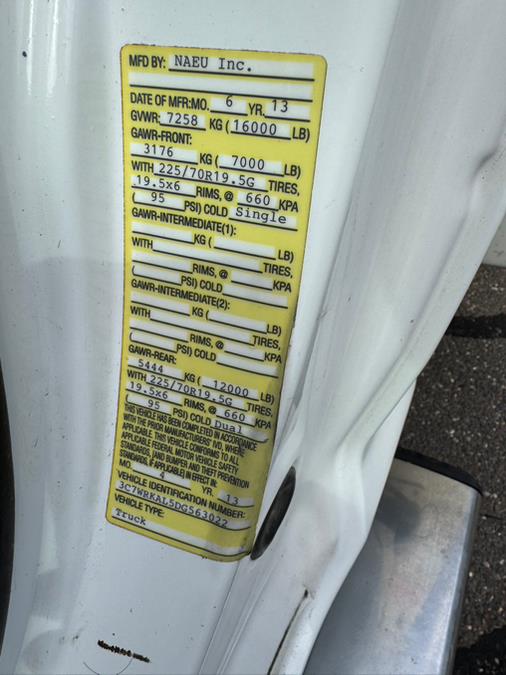 MFD BY: NAEU Inc.
DATE OF MFR:MO. 6 YR. 13
GVWR: 7258 KG (16000 LB)
GAWR-FRONT:
3176 KG ( 7000 LB)
WITH 225/70R19.5G TIRES,
19.5x6 RIMS, @ 660 KPA
( 95 PSI) COLD Single
GAWR-INTERMEDIATE(1):
KG ( LB)
WITH TIRES,
RIMS, @ KPA
( PSI) COLD
GAWR-INTERMEDIATE(2):
KG ( LB)
WITH TIRES,
RIMS, @ KPA
( PSI) COLD
GAWR-REAR:
5444 KG ( 12000 LB)
WITH 225/70R19.5G TIRES,
19.5x6 RIMS, @ 660 KPA
( 95 PSI) COLD Dual
THIS VEHICLE HAS BEEN COMPLETED IN ACCORDANCE
WITH THE PRIOR MANUFACTURERS' IVD, WHERE
APPLICABLE. THIS VEHICLE CONFORMS TO ALL
APPLICABLE FEDERAL MOTOR VEHICLE SAFETY
STANDARDS, [AND BUMPER AND THEFT PREVENTION
STANDARDS, IF APPLICABLE] IN EFFECT IN:
MO. 4 YR. 13
VEHICLE IDENTIFICATION NUMBER:
3C7WRKAL5DG563022
VEHICLE TYPE:
Truck